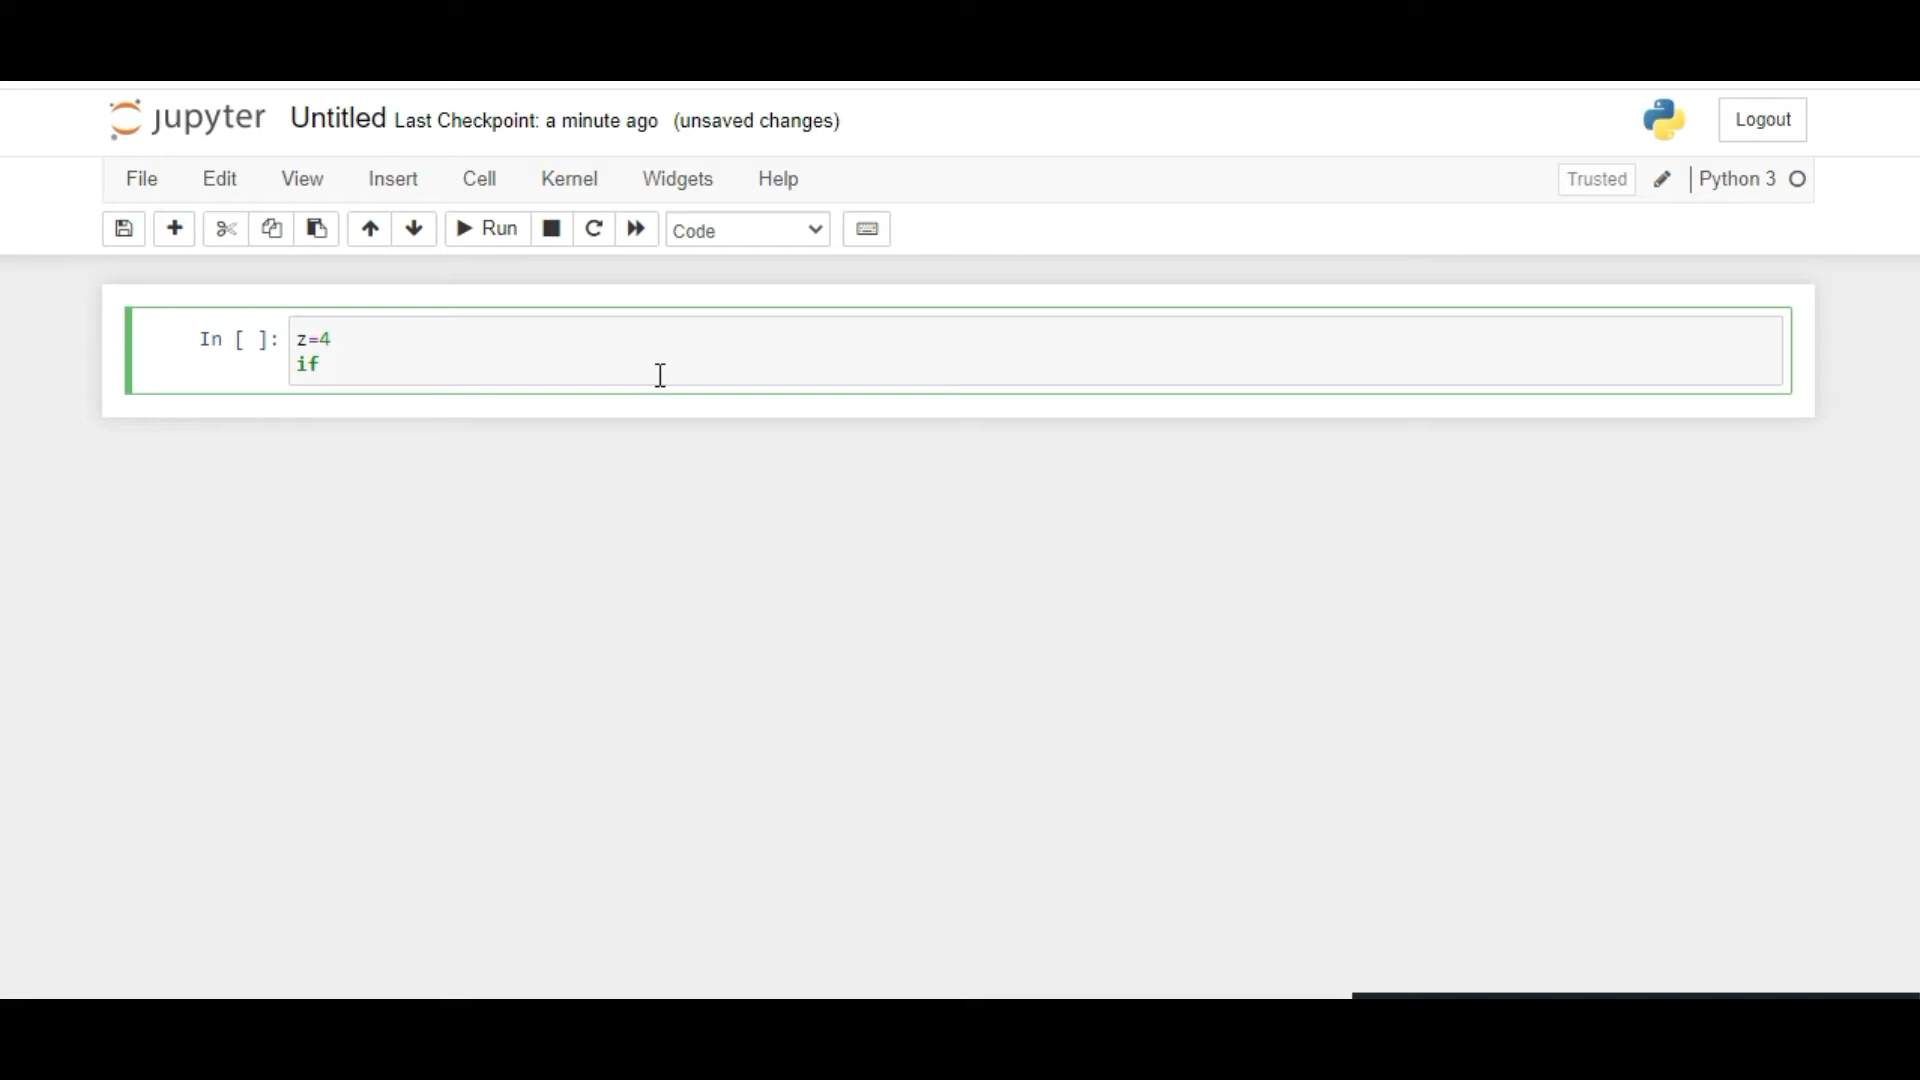 jupyter Untitled Last Checkpoint: a minute ago (unsaved changes) Logout
File Edit View Insert Cell Kernel Widgets Help Trusted Python 3
Run Code
In [ ]: z=4
if